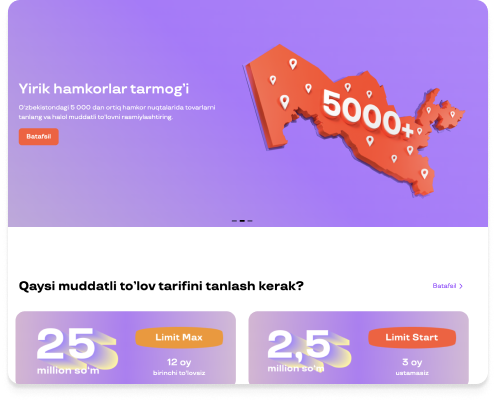 Yirik hamkorlar tarmog'i
O'zbekistondagi 5 000 dan ortiq hamkor nuqtalarida tovarlarni
tanlang va halol muddatli to'lovni rasmiylashtiring.
Batafsil
5000+
Qaysi muddatli to'lov tarifini tanlash kerak?
Batafsil
25
million so'm
Limit Max
12 oy
birinchi to'lovsiz
2,5
million so'm
Limit Start
3 oy
ustamasiz